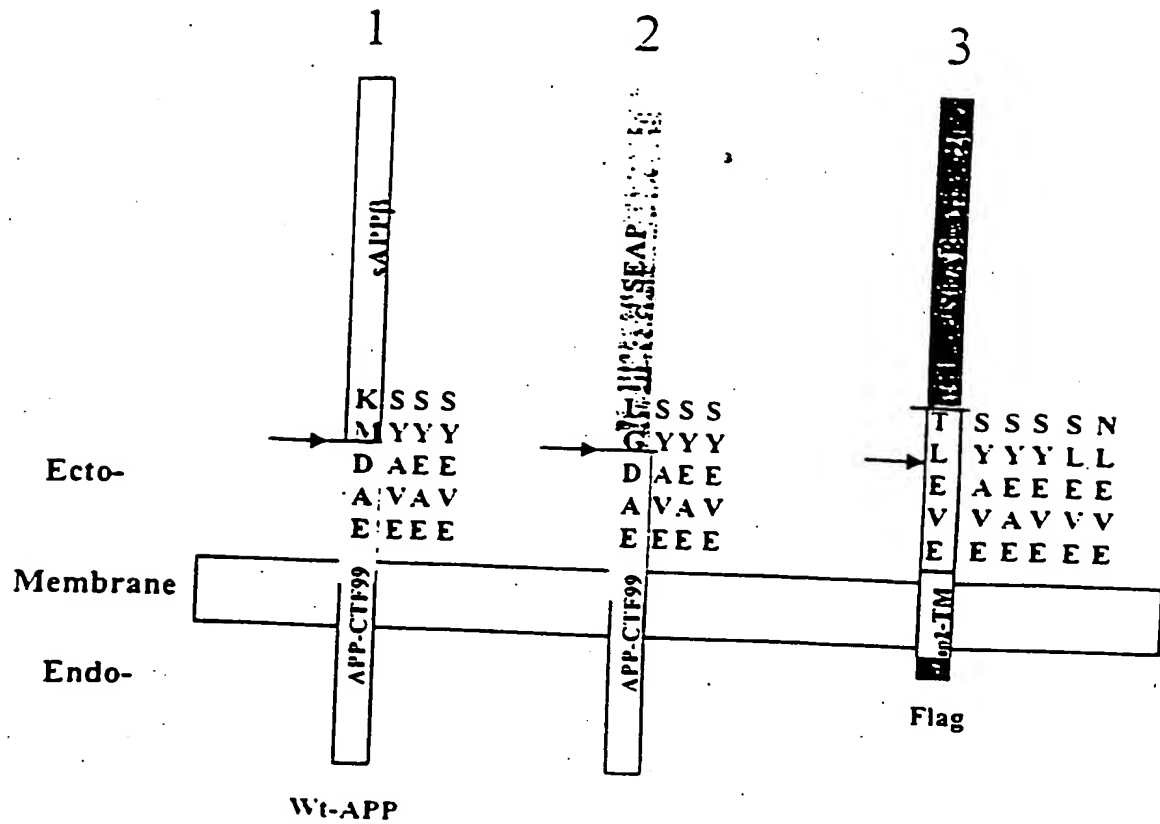 1
2
3
sAPPβ
SEAP
K S S S
M Y Y Y
D A E E
A V A V
E E E E
S S S
G Y Y Y
D A E E
A V A V
E E E E
T S S S S N
L Y Y Y L L
E A E E E E
V V A V V V
E E E E E E
Ecto-
Membrane
Endo-
APP-CTF99
APP-CTF99
Flag
Wt-APP